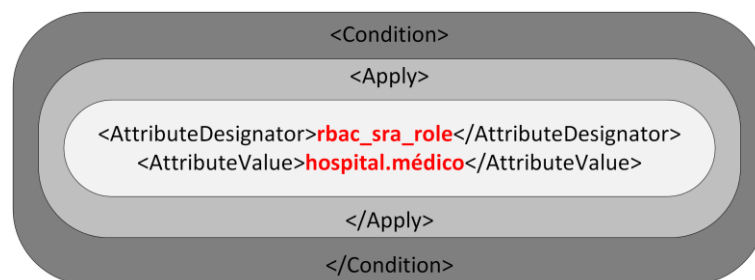 <Condition>
<Apply>
<AttributeDesignator>rbac_sra_role</AttributeDesignator>
<AttributeValue>hospital.médico</AttributeValue>
</Apply>
</Condition>